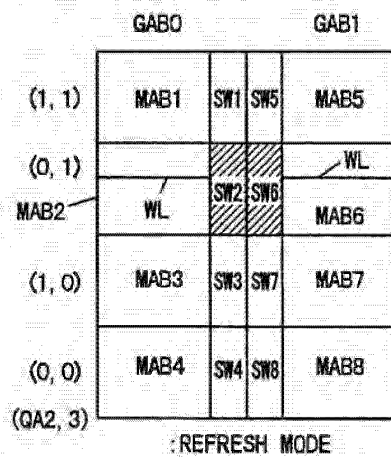 GAB0 GAB1
(1, 1) MAB1 SW1 SW5 MAB5
(0, 1) WL
MAB2 WL SW2 SW6 MAB6
(1, 0) MAB3 SW3 SW7 MAB7
(0, 0) MAB4 SW4 SW8 MAB8
(QA2, 3)
:REFRESH MODE